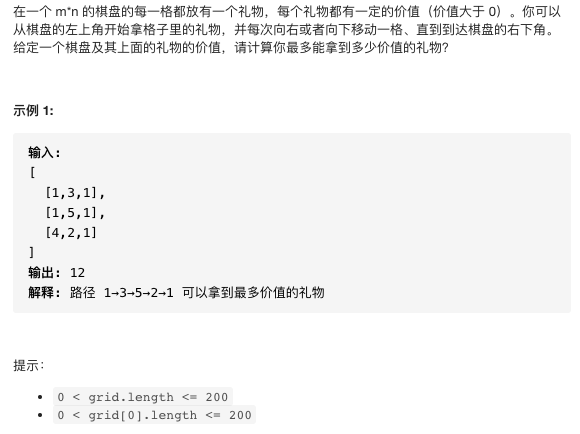 在一个 m*n 的棋盘的每一格都放有一个礼物，每个礼物都有一定的价值（价值大于 0）。你可以
从棋盘的左上角开始拿格子里的礼物，并每次向右或者向下移动一格、直到到达棋盘的右下角。
给定一个棋盘及其上面的礼物的价值，请计算你最多能拿到多少价值的礼物？
示例 1:
输入:
[
[1,3,1],
[1,5,1],
[4,2,1]
]
输出: 12
解释: 路径 1→3→5→2→1 可以拿到最多价值的礼物
提示：
• 0 < grid.length <= 200
• 0 < grid[0].length <= 200